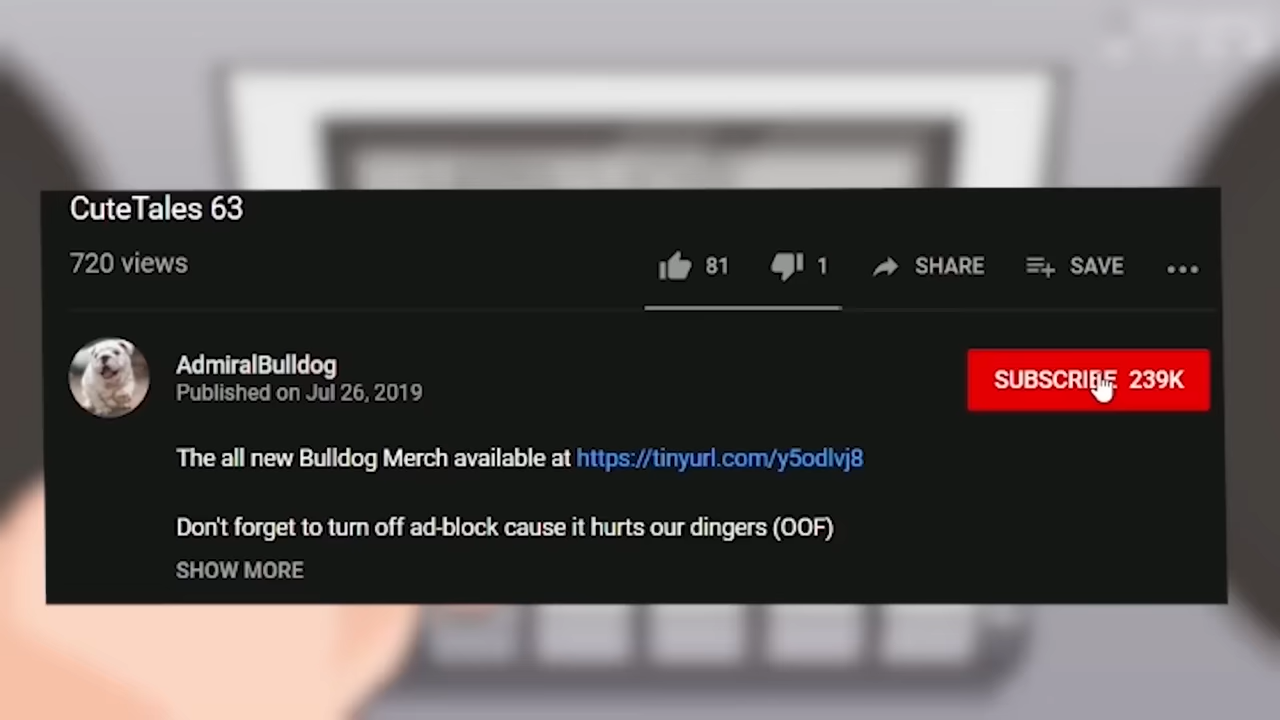 CuteTales 63
720 views
81 1 SHARE SAVE
AdmiralBulldog
Published on Jul 26, 2019
SUBSCRIBE 239K
The all new Bulldog Merch available at https://tinyurl.com/y5odlvj8
Don't forget to turn off ad-block cause it hurts our dingers (OOF)
SHOW MORE